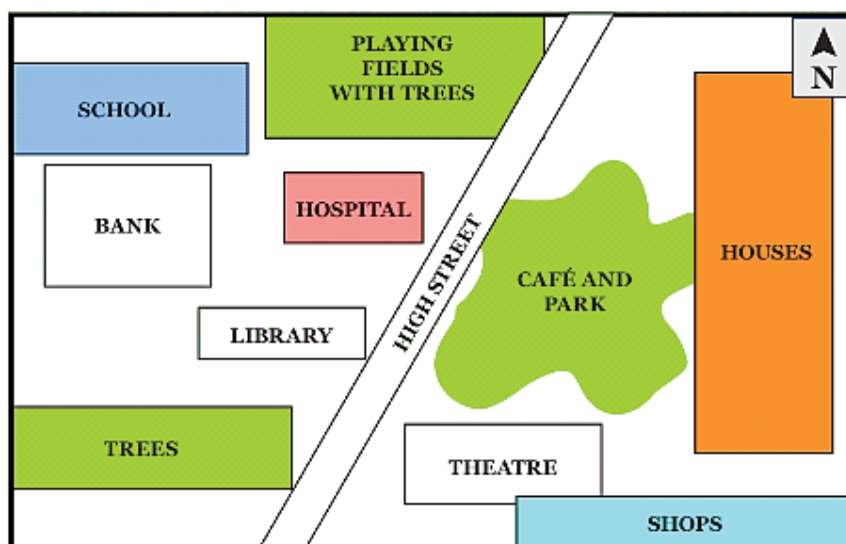 PLAYING
FIELDS
WITH TREES
N
SCHOOL
HOSPITAL
BANK
HIGH STREET
HOUSES
CAFÉ AND
PARK
LIBRARY
TREES
THEATRE
SHOPS